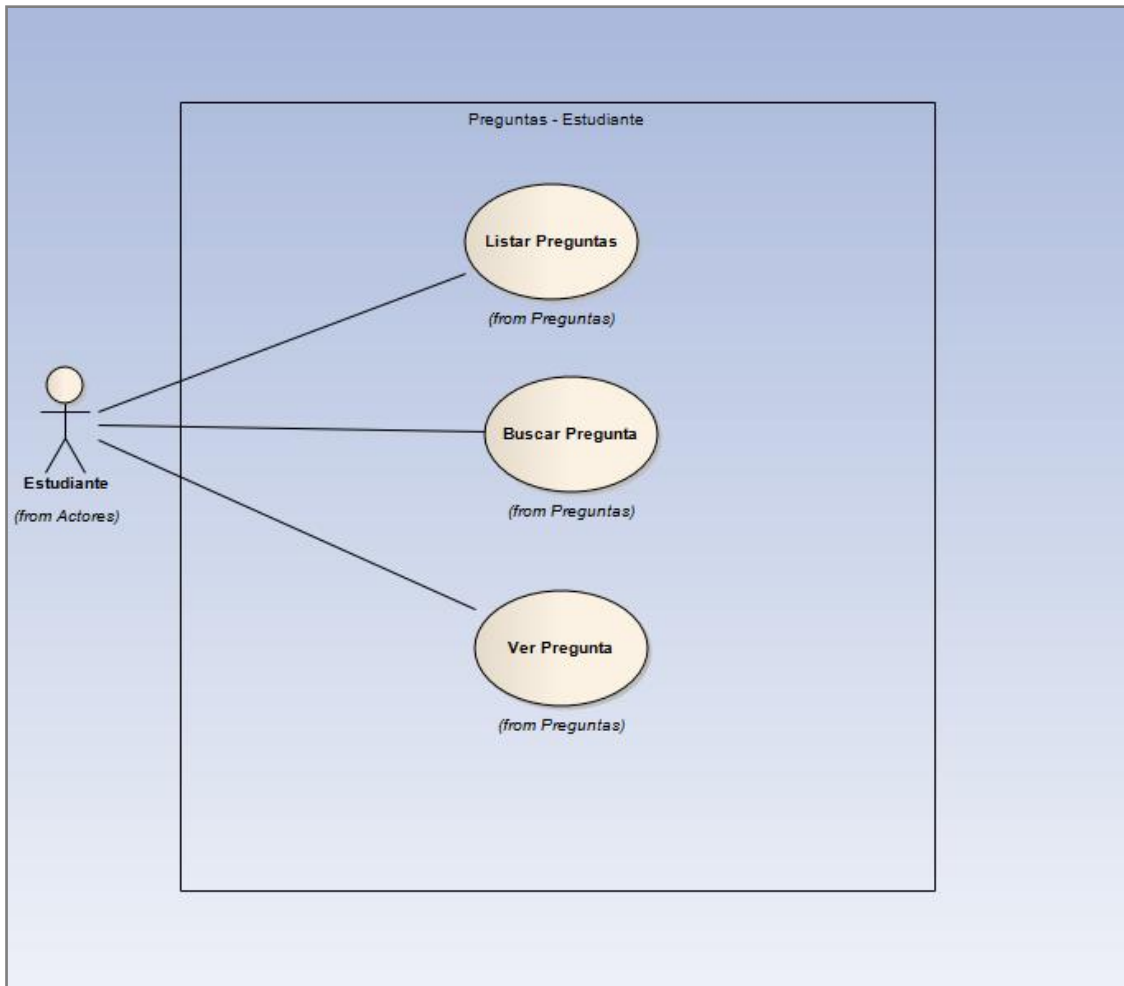 Preguntas - Estudiante
Listar Preguntas
(from Preguntas)
Buscar Pregunta
(from Preguntas)
Estudiante
(from Actores)
Ver Pregunta
(from Preguntas)